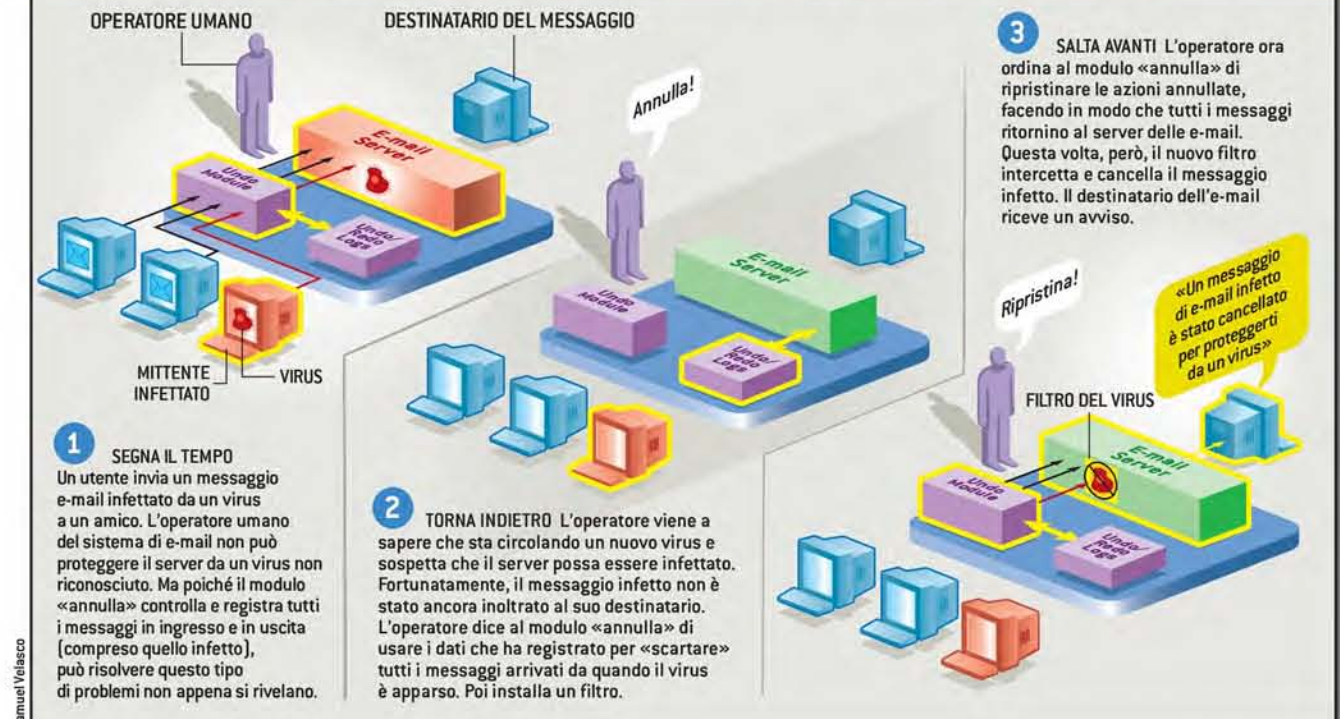 OPERATORE UMANO
DESTINATARIO DEL MESSAGGIO
E-mail
Server
Undo
Module
Undo/
Redo
Logs
MITTENTE
INFETTATO
VIRUS
1
SEGNA IL TEMPO
Un utente invia un messaggio
e-mail infettato da un virus
a un amico. L'operatore umano
del sistema di e-mail non può
proteggere il server da un virus non
riconosciuto. Ma poiché il modulo
«annulla» controlla e registra tutti
i messaggi in ingresso e in uscita
(compreso quello infetto),
può risolvere questo tipo
di problemi non appena si rivelano.
Annulla!
E-mail
Server
Undo
Module
Undo/
Redo
Logs
2
TORNA INDIETRO L'operatore viene a
sapere che sta circolando un nuovo virus e
sospetta che il server possa essere infettato.
Fortunatamente, il messaggio infetto non è
stato ancora inoltrato al suo destinatario.
L'operatore dice al modulo «annulla» di
usare i dati che ha registrato per «scartare»
tutti i messaggi arrivati da quando il virus
è apparso. Poi installa un filtro.
3
SALTA AVANTI L'operatore ora
ordina al modulo «annulla» di
ripristinare le azioni annullate,
facendo in modo che tutti i messaggi
ritornino al server delle e-mail.
Questa volta, però, il nuovo filtro
intercetta e cancella il messaggio
infetto. Il destinatario dell'e-mail
riceve un avviso.
Ripristina!
«Un messaggio
di e-mail infetto
è stato cancellato
per proteggerti
da un virus»
FILTRO DEL VIRUS
E-mail
Server
Undo
Module
Undo/
Redo
Logs
amuel Velasco